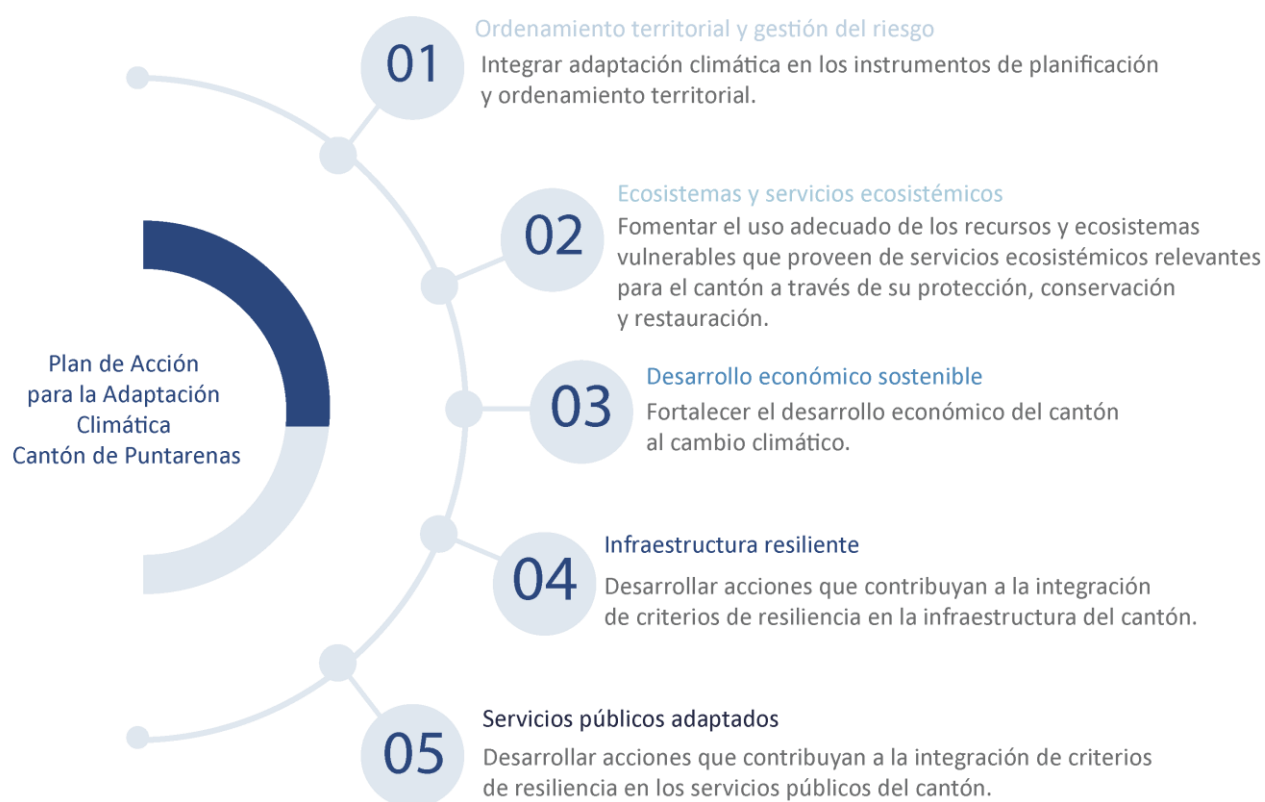 01
Ordenamiento territorial y gestión del riesgo
Integrar adaptación climática en los instrumentos de planificación
y ordenamiento territorial.
02
Ecosistemas y servicios ecosistémicos
Fomentar el uso adecuado de los recursos y ecosistemas
vulnerables que proveen de servicios ecosistémicos relevantes
para el cantón a través de su protección, conservación
y restauración.
Plan de Acción
para la Adaptación
Climática
Cantón de Puntarenas
03
Desarrollo económico sostenible
Fortalecer el desarrollo económico del cantón
al cambio climático.
04
Infraestructura resiliente
Desarrollar acciones que contribuyan a la integración
de criterios de resiliencia en la infraestructura del cantón.
05
Servicios públicos adaptados
Desarrollar acciones que contribuyan a la integración de criterios
de resiliencia en los servicios públicos del cantón.